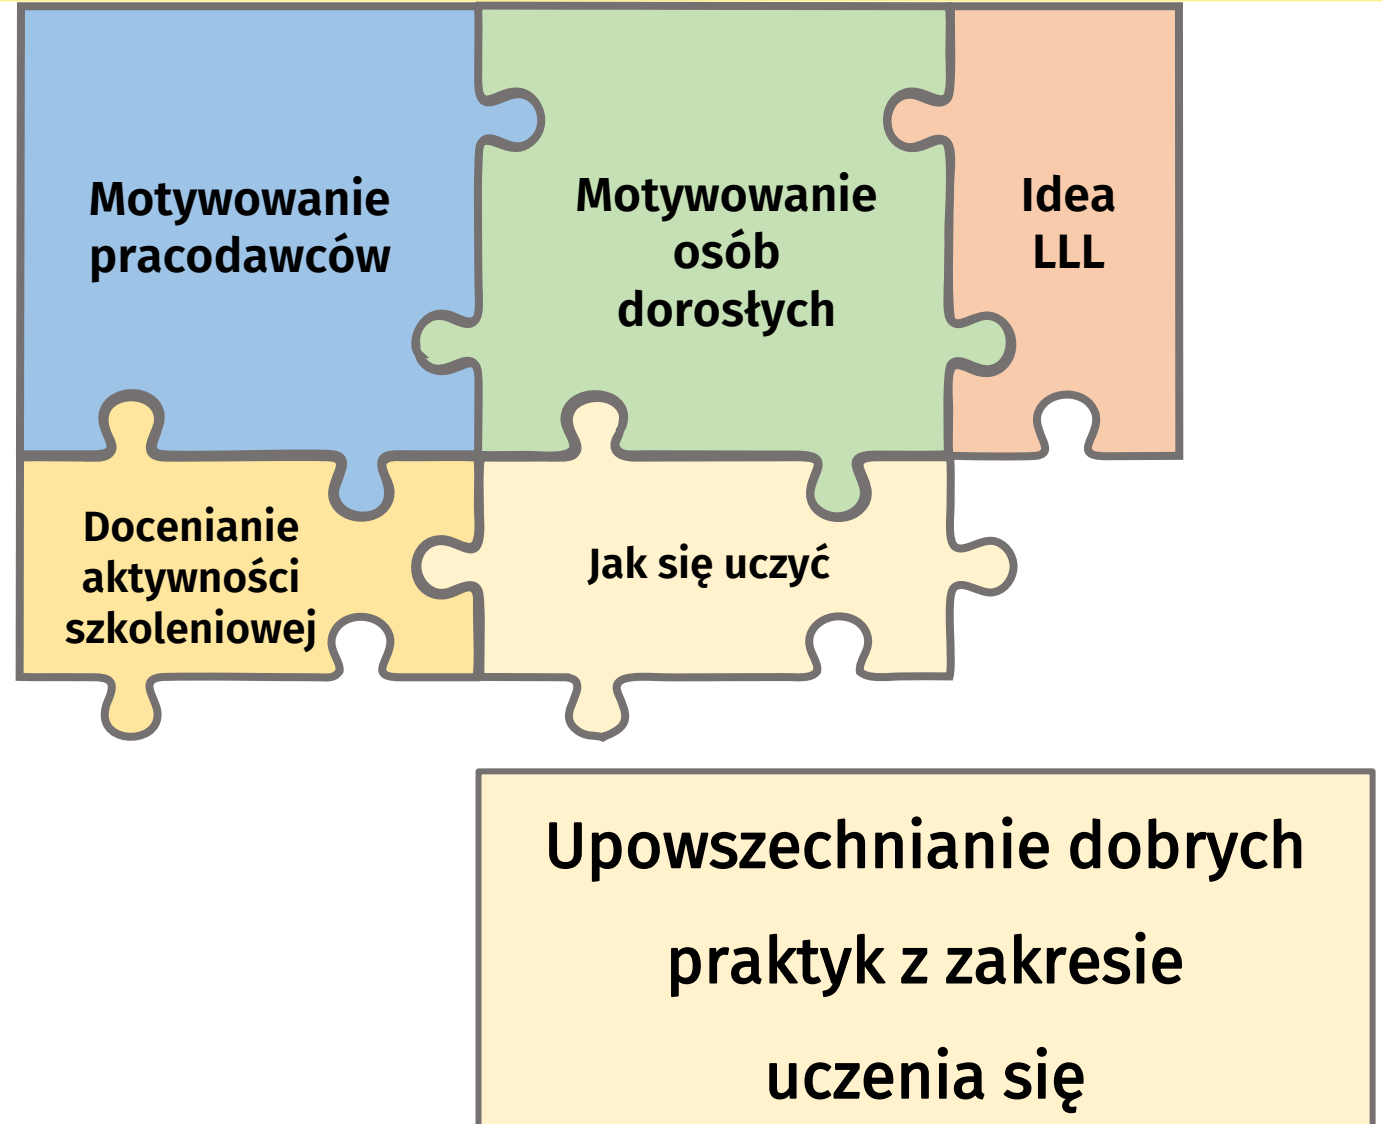 Motywowanie
pracodawców
Motywowanie
osób
dorosłych
Idea
LLL
Docenianie
aktywności
szkoleniowej
Jak się uczyć
Upowszechnianie dobrych
praktyk z zakresie
uczenia się